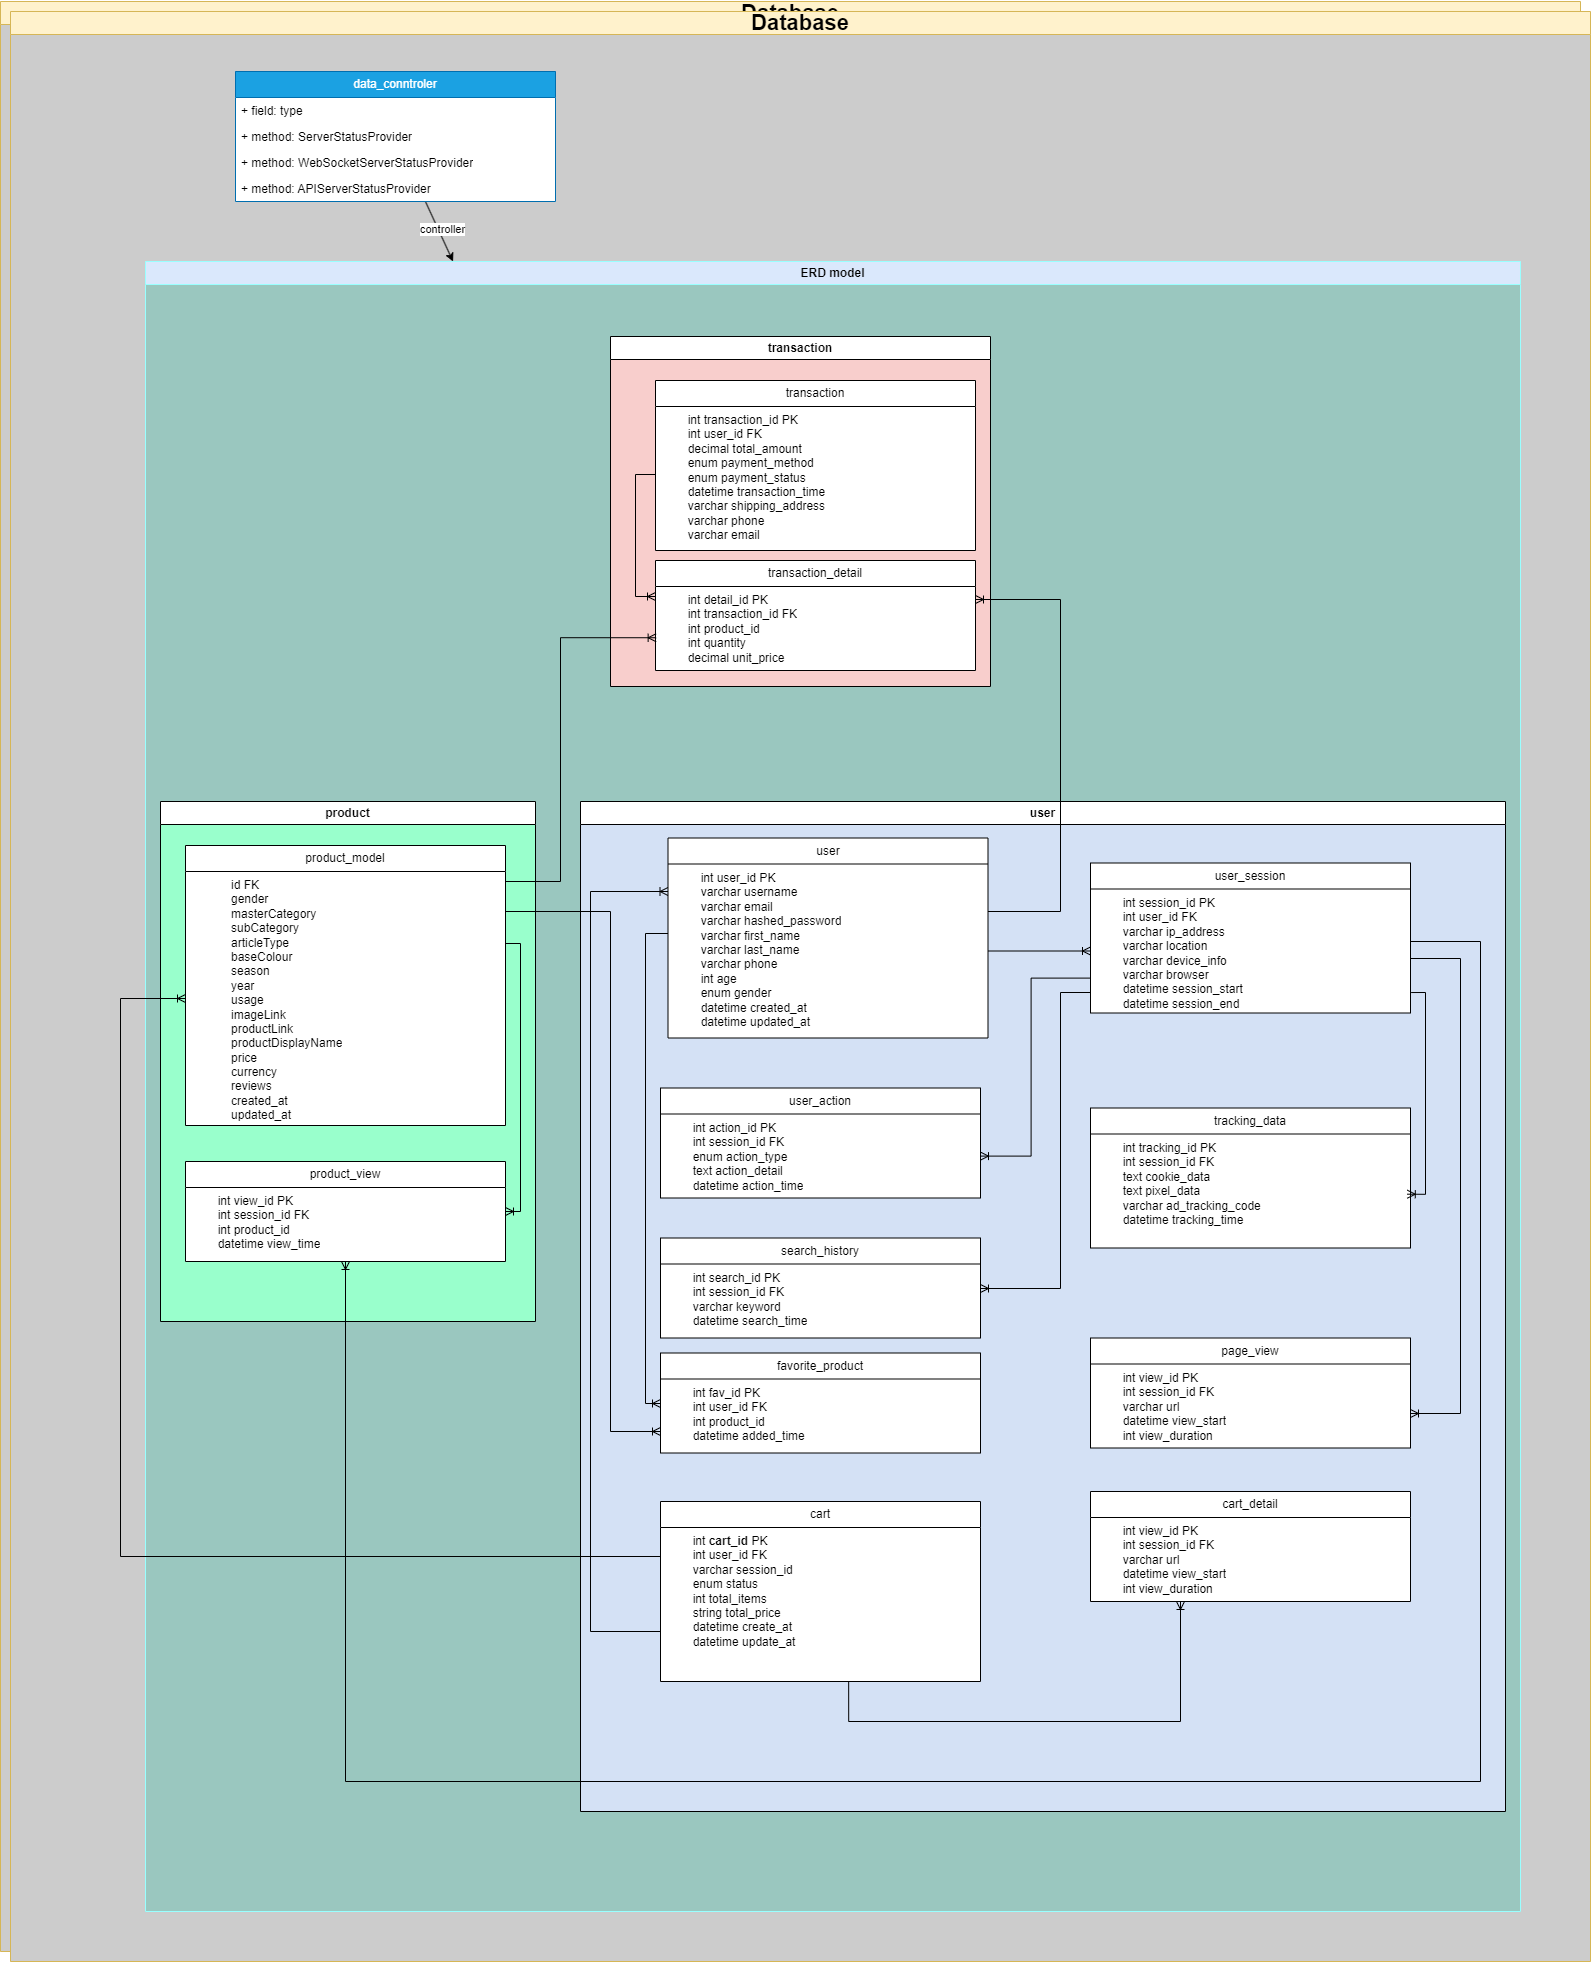 Database
Database
data_conntroler
+ field: type
+ method: ServerStatusProvider
+ method: WebSocketServerStatusProvider
+ method: APIServerStatusProvider
controller
ERD model
transaction
transaction
int transaction_id PK
int user_id FK
decimal total_amount
enum payment_method
enum payment_status
datetime transaction_time
varchar shipping_address
varchar phone
varchar email
transaction_detail
int detail_id PK
int transaction_id FK
int product_id
int quantity
decimal unit_price
product
product_model
id FK
gender
masterCategory
subCategory
articleType
baseColour
season
year
usage
imageLink
productLink
productDisplayName
price
currency
reviews
created_at
updated_at
product_view
int view_id PK
int session_id FK
int product_id
datetime view_time
user
user
int user_id PK
varchar username
varchar email
varchar hashed_password
varchar first_name
varchar last_name
varchar phone
int age
enum gender
datetime created_at
datetime updated_at
user_session
int session_id PK
int user_id FK
varchar ip_address
varchar location
varchar device_info
varchar browser
datetime session_start
datetime session_end
user_action
int action_id PK
int session_id FK
enum action_type
text action_detail
datetime action_time
tracking_data
int tracking_id PK
int session_id FK
text cookie_data
text pixel_data
varchar ad_tracking_code
datetime tracking_time
search_history
int search_id PK
int session_id FK
varchar keyword
datetime search_time
favorite_product
int fav_id PK
int user_id FK
int product_id
datetime added_time
page_view
int view_id PK
int session_id FK
varchar url
datetime view_start
int view_duration
cart
int cart_id PK
int user_id FK
varchar session_id
enum status
int total_items
string total_price
datetime create_at
datetime update_at
cart_detail
int view_id PK
int session_id FK
varchar url
datetime view_start
int view_duration